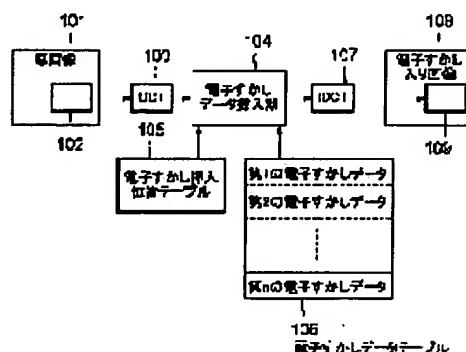 101
原画像
102
103
DCT
104
電子すかし
データ挿入器
107
IDCT
108
電子すかし
入り画像
109
105
電子すかし挿入
位置テーブル
第1の電子すかしデータ
第2の電子すかしデータ
第nの電子すかしデータ
106
電子すかしデータテーブル